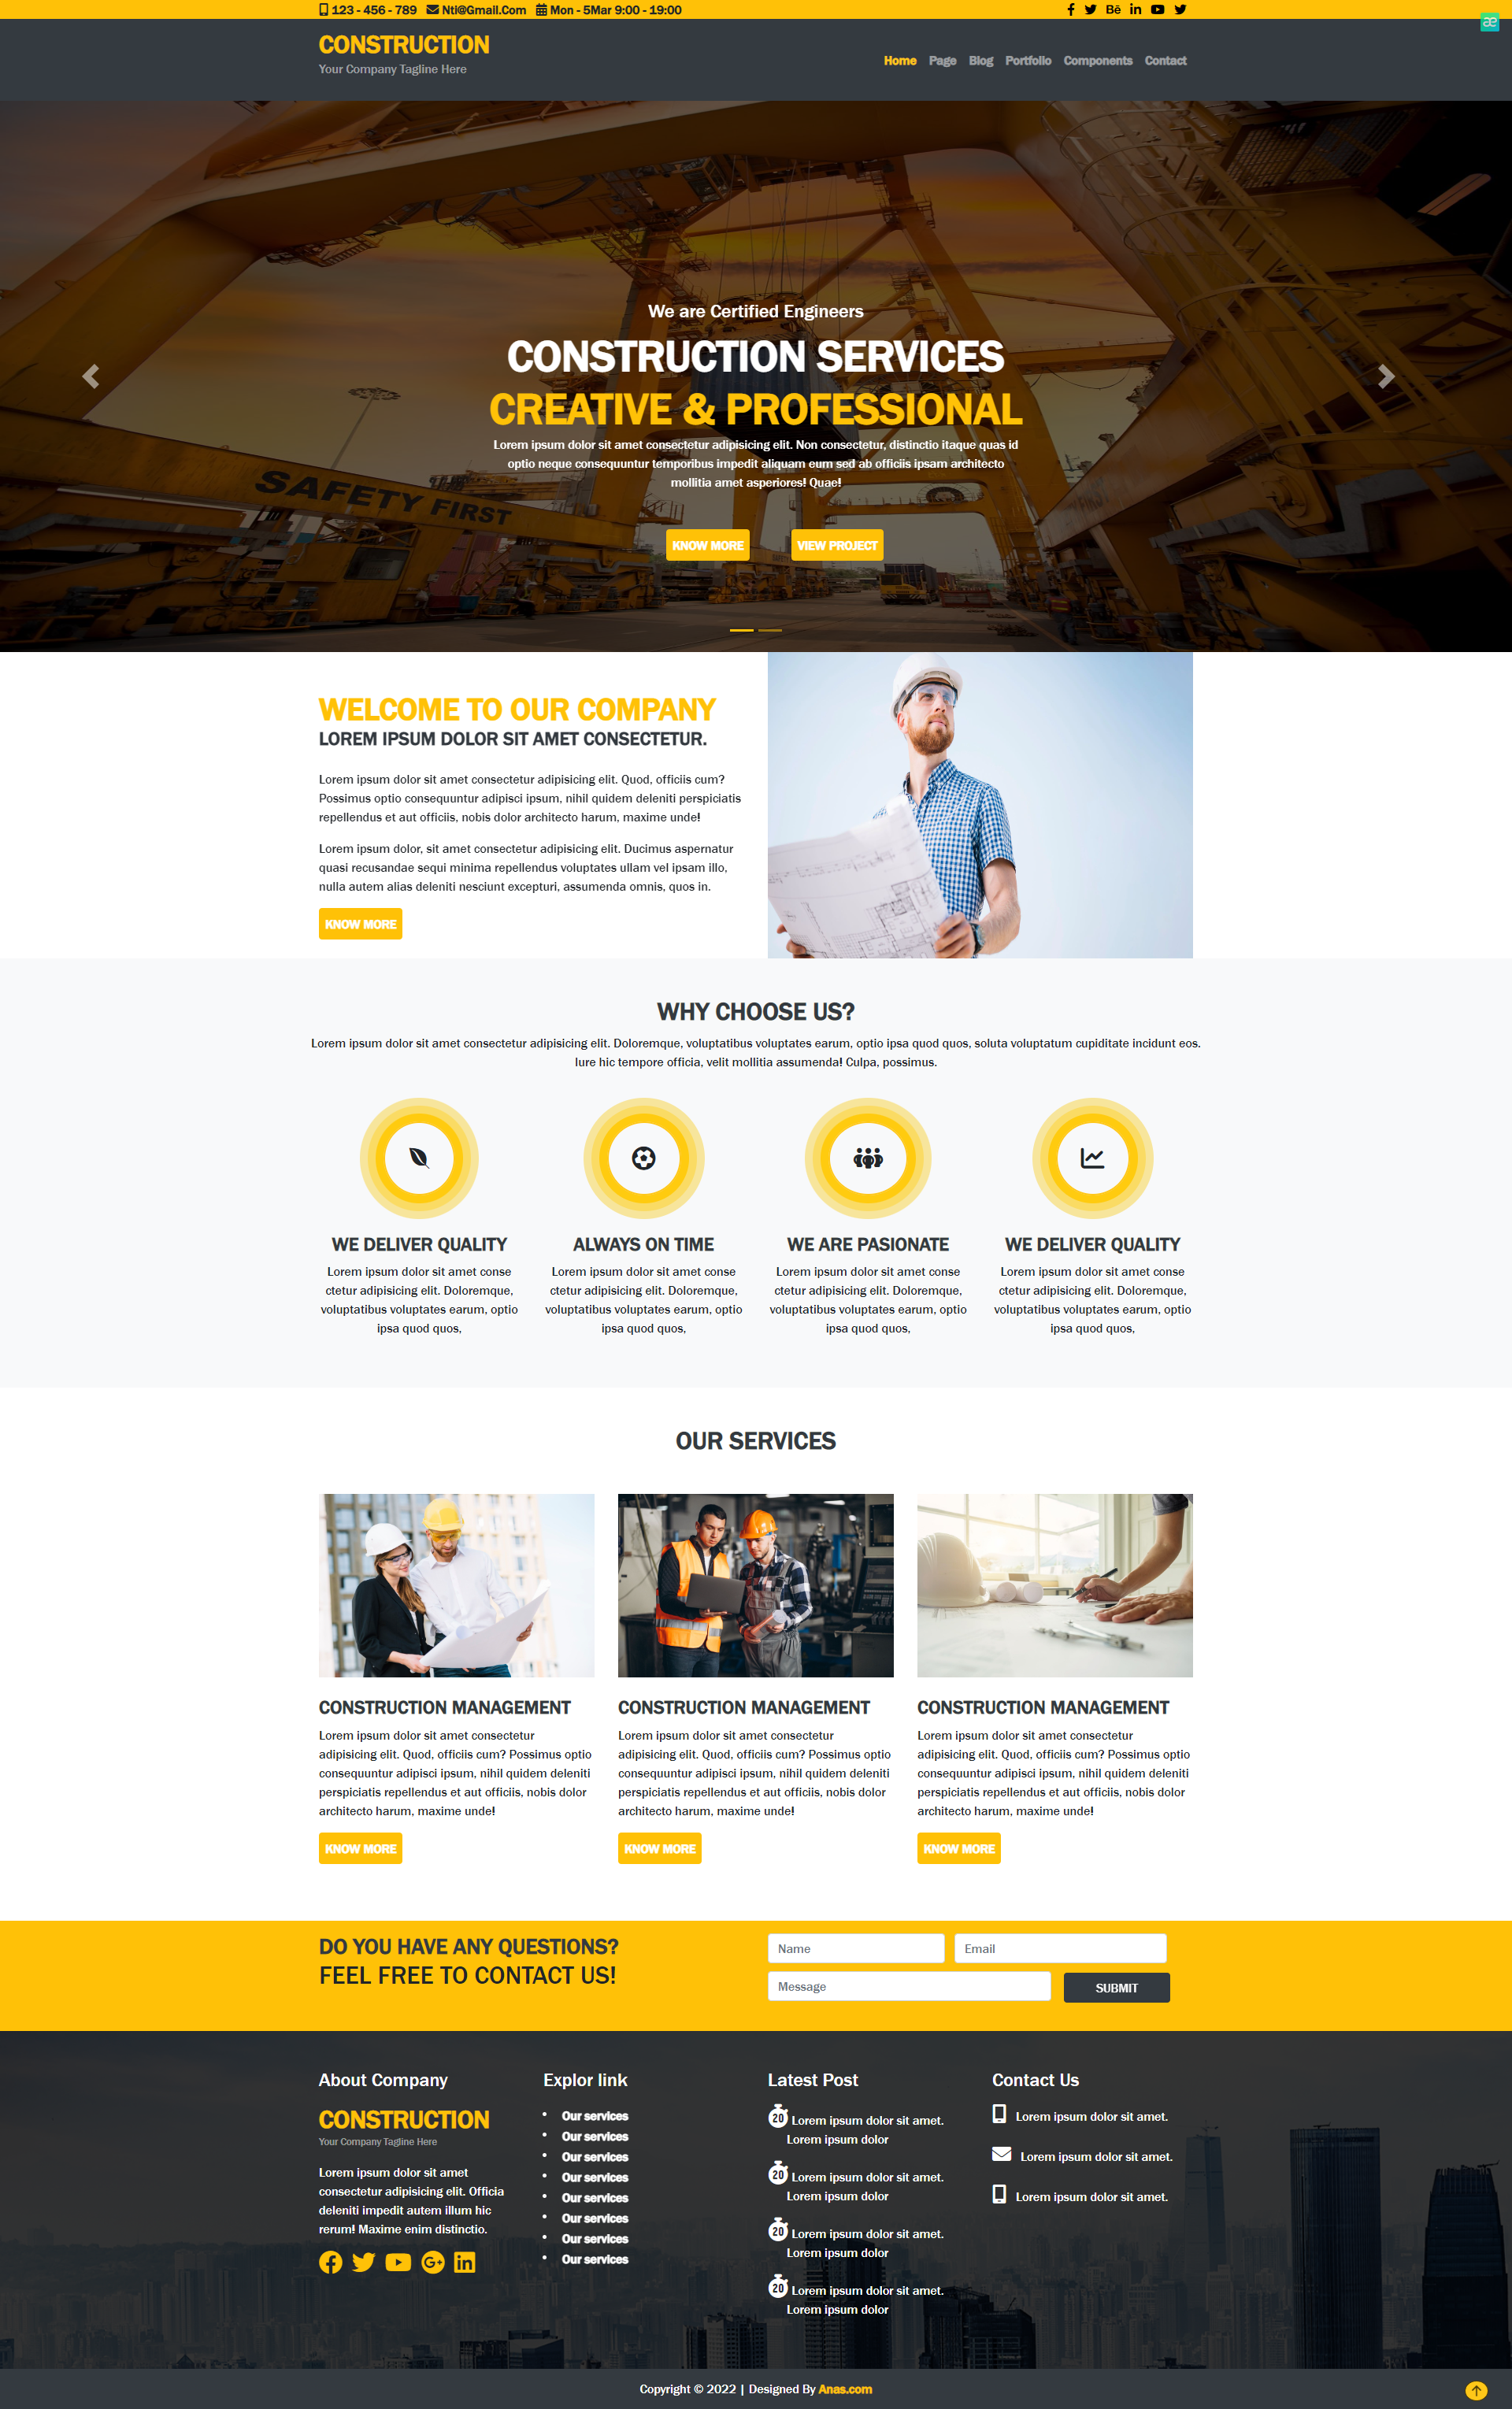 123 - 456 - 789 Nti@Gmail.Com Mon - 5Mar 9:00 - 19:00
æ
CONSTRUCTION
Your Company Tagline Here
Home Page Blog Portfolio Components Contact
We are Certified Engineers
CONSTRUCTION SERVICES
CREATIVE & PROFESSIONAL
Lorem ipsum dolor sit amet consectetur adipisicing elit. Non consectetur, distinctio itaque quas id
optio neque consequuntur temporibus impedit aliquam eum sed ab officiis ipsam architecto
mollitia amet asperiores! Quae!
SAFETY FIRST
KNOW MORE VIEW PROJECT
WELCOME TO OUR COMPANY
LOREM IPSUM DOLOR SIT AMET CONSECTETUR.
Lorem ipsum dolor sit amet consectetur adipisicing elit. Quod, officiis cum?
Possimus optio consequuntur adipisci ipsum, nihil quidem deleniti perspiciatis
repellendus et aut officiis, nobis dolor architecto harum, maxime unde!
Lorem ipsum dolor, sit amet consectetur adipisicing elit. Ducimus aspernatur
quasi recusandae sequi minima repellendus voluptates ullam vel ipsam illo,
nulla autem alias deleniti nesciunt excepturi, assumenda omnis, quos in.
KNOW MORE
WHY CHOOSE US?
Lorem ipsum dolor sit amet consectetur adipisicing elit. Doloremque, voluptatibus voluptates earum, optio ipsa quod quos, soluta voluptatum cupiditate incidunt eos.
Iure hic tempore officia, velit mollitia assumenda! Culpa, possimus.
WE DELIVER QUALITY
Lorem ipsum dolor sit amet conse
ctetur adipisicing elit. Doloremque,
voluptatibus voluptates earum, optio
ipsa quod quos,
ALWAYS ON TIME
Lorem ipsum dolor sit amet conse
ctetur adipisicing elit. Doloremque,
voluptatibus voluptates earum, optio
ipsa quod quos,
WE ARE PASIONATE
Lorem ipsum dolor sit amet conse
ctetur adipisicing elit. Doloremque,
voluptatibus voluptates earum, optio
ipsa quod quos,
WE DELIVER QUALITY
Lorem ipsum dolor sit amet conse
ctetur adipisicing elit. Doloremque,
voluptatibus voluptates earum, optio
ipsa quod quos,
OUR SERVICES
CONSTRUCTION MANAGEMENT
Lorem ipsum dolor sit amet consectetur
adipisicing elit. Quod, officiis cum? Possimus optio
consequuntur adipisci ipsum, nihil quidem deleniti
perspiciatis repellendus et aut officiis, nobis dolor
architecto harum, maxime unde!
KNOW MORE
CONSTRUCTION MANAGEMENT
Lorem ipsum dolor sit amet consectetur
adipisicing elit. Quod, officiis cum? Possimus optio
consequuntur adipisci ipsum, nihil quidem deleniti
perspiciatis repellendus et aut officiis, nobis dolor
architecto harum, maxime unde!
KNOW MORE
CONSTRUCTION MANAGEMENT
Lorem ipsum dolor sit amet consectetur
adipisicing elit. Quod, officiis cum? Possimus optio
consequuntur adipisci ipsum, nihil quidem deleniti
perspiciatis repellendus et aut officiis, nobis dolor
architecto harum, maxime unde!
KNOW MORE
DO YOU HAVE ANY QUESTIONS?
FEEL FREE TO CONTACT US!
Name Email
Message SUBMIT
About Company
CONSTRUCTION
Your Company Tagline Here
Lorem ipsum dolor sit amet
consectetur adipisicing elit. Officia
deleniti impedit autem illum hic
rerum! Maxime enim distinctio.
Explor link
Our services
Our services
Our services
Our services
Our services
Our services
Our services
Our services
Latest Post
20 Lorem ipsum dolor sit amet.
Lorem ipsum dolor
20 Lorem ipsum dolor sit amet.
Lorem ipsum dolor
20 Lorem ipsum dolor sit amet.
Lorem ipsum dolor
20 Lorem ipsum dolor sit amet.
Lorem ipsum dolor
Contact Us
Lorem ipsum dolor sit amet.
Lorem ipsum dolor sit amet.
Lorem ipsum dolor sit amet.
Copyright © 2022 | Designed By Anas.com